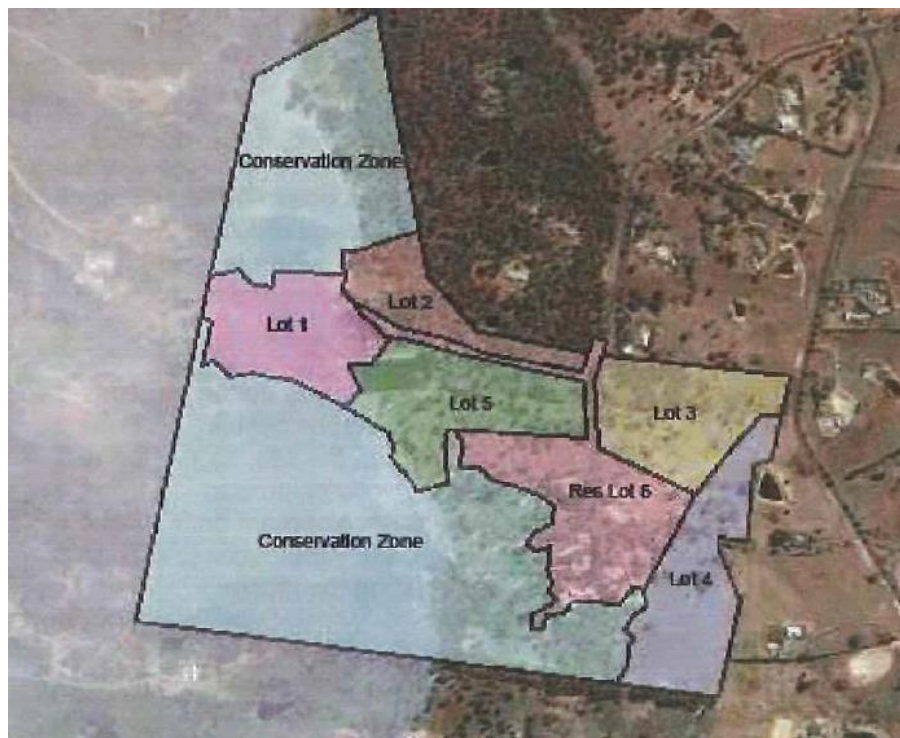 Conservation Zone
Lot 2
Lot 1
Lot 5
Lot 3
Res Lot 6
Conservation Zone
Lot 4